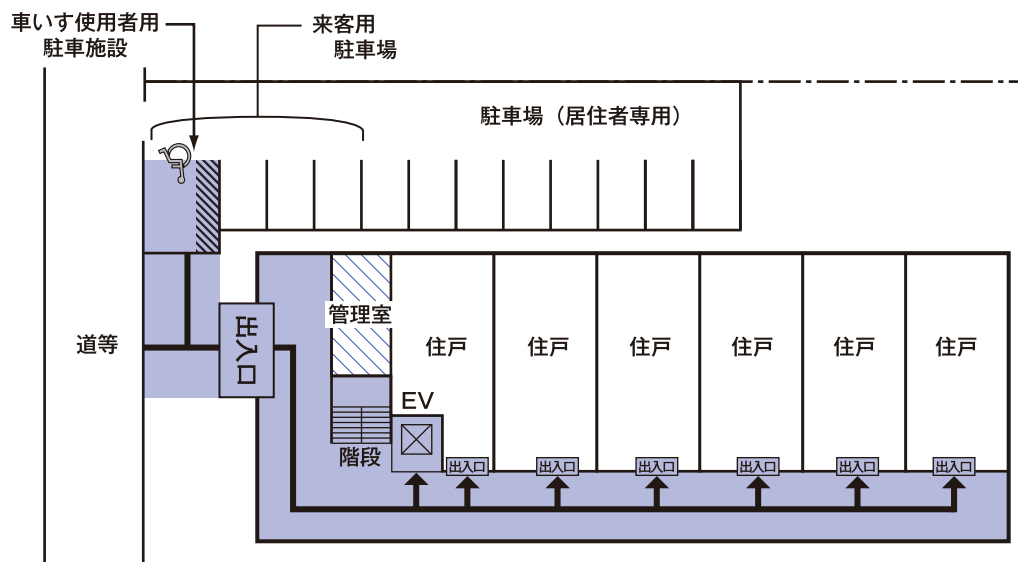 車いす使用者用
駐車施設
来客用
駐車場
駐車場（居住者専用）
道等
出入口
管理室
階段
EV
住戸
住戸
住戸
住戸
住戸
住戸
出入口
出入口
出入口
出入口
出入口
出入口